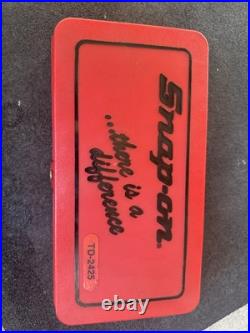 Snap-on
...there is a
difference
TD-2425